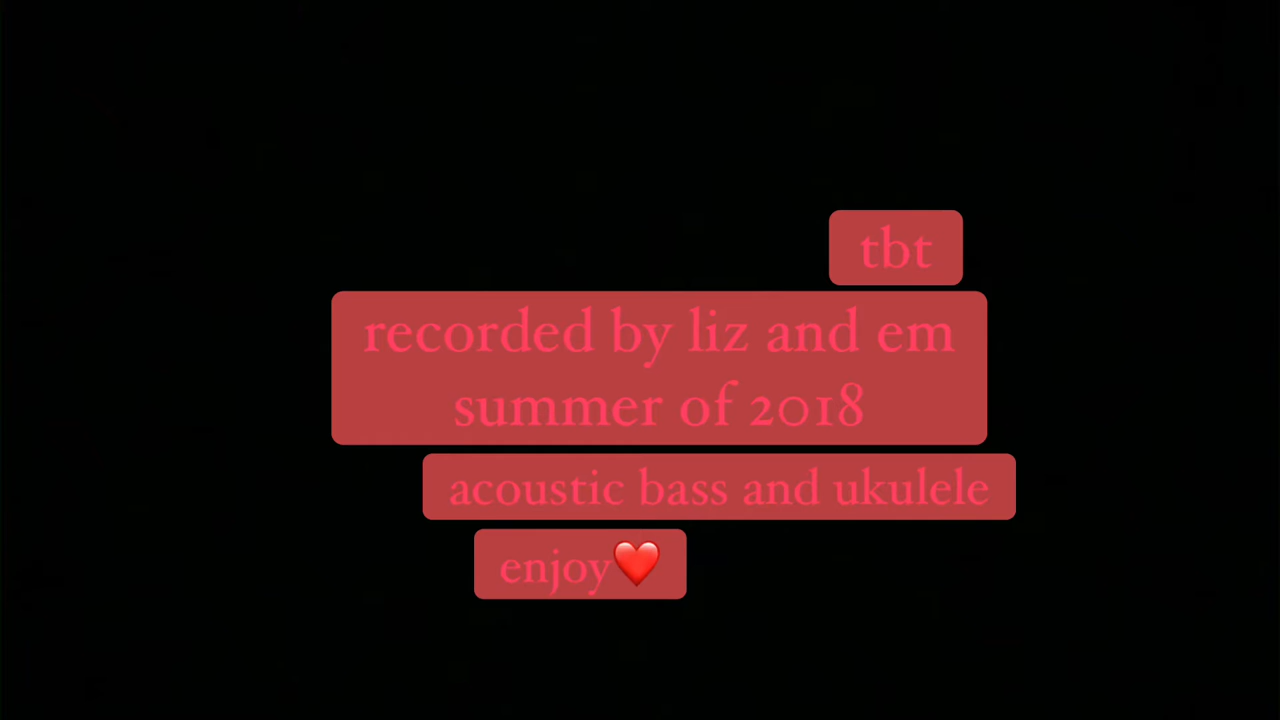 tbt
recorded by liz and em
summer of 2018
acoustic bass and ukulele
enjoy❤️